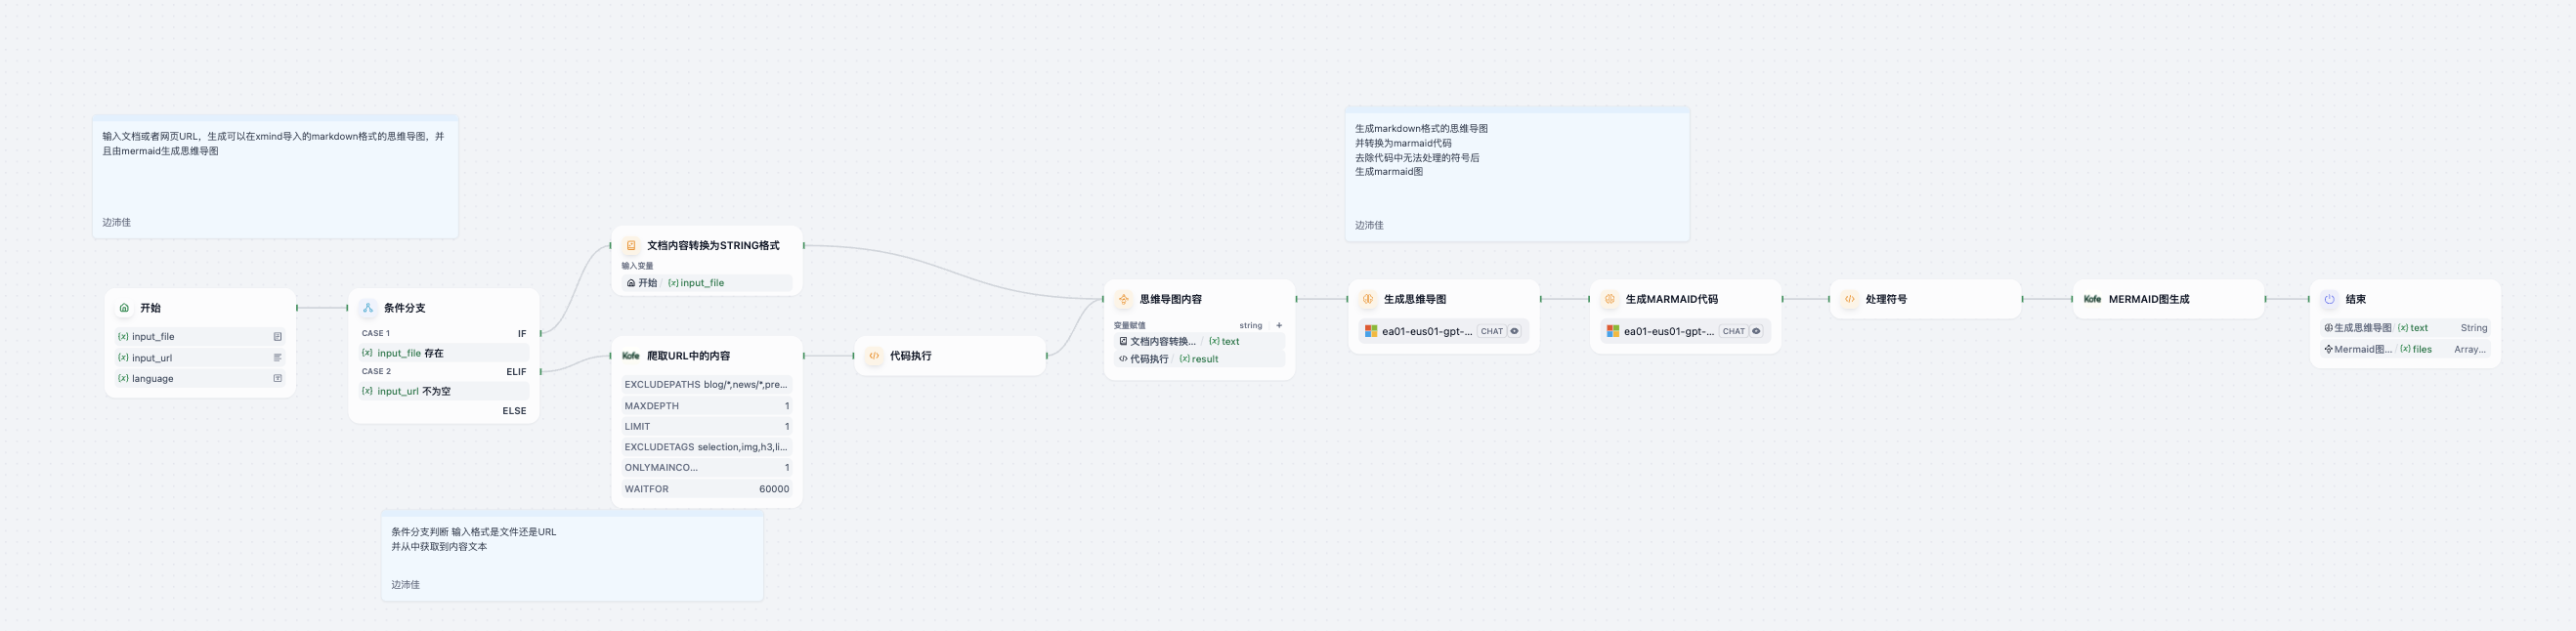 输入文档或者网页URL，生成可以在xmind导入的markdown格式的思维导图，并
且由mermaid生成思维导图
边沛佳
开始
{x} input_file
{x} input_url
{x} language
条件分支
CASE 1 IF
{x} input_file 存在
CASE 2 ELIF
{x} input_url 不为空
ELSE
文档内容转换为STRING格式
输入变量
开始 / {x} input_file
Kofe 爬取URL中的内容
EXCLUDEPATHS blog/*,news/*,pre...
MAXDEPTH 1
LIMIT 1
EXCLUDETAGS selection,img,h3,li...
ONLYMAINCO... 1
WAITFOR 60000
条件分支判断 输入格式是文件还是URL
并从中获取到内容文本
边沛佳
代码执行
思维导图内容
变量赋值 string +
文档内容转换... / {x} text
代码执行 / {x} result
生成markdown格式的思维导图
并转换为marmaid代码
去除代码中无法处理的符号后
生成marmaid图
边沛佳
生成思维导图
ea01-eus01-gpt-... CHAT
生成MARMAID代码
ea01-eus01-gpt-... CHAT
处理符号
Kofe MERMAID图生成
结束
生成思维导图 / {x} text String
Mermaid图... / {x} files Array...